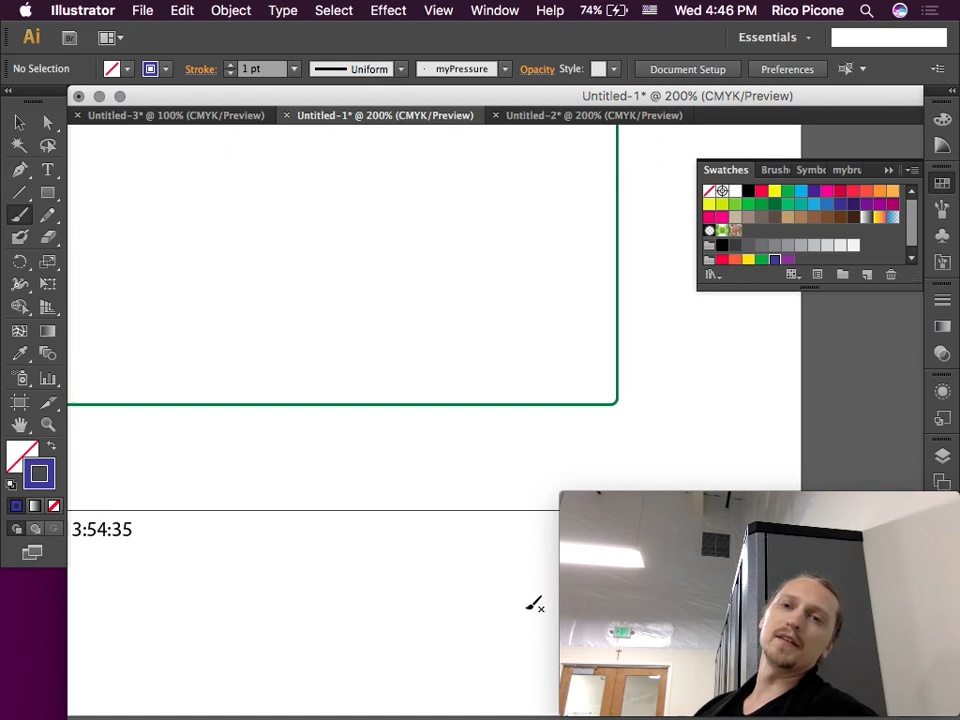 Illustrator File Edit Object Type Select Effect View Window Help 74% Wed 4:46 PM Rico Picone
Ai Br Essentials
No Selection Stroke: 1 pt Uniform myPressure Opacity Style: Document Setup Preferences
Untitled-1* @ 200% (CMYK/Preview)
Untitled-3* @ 100% (CMYK/Preview) Untitled-1* @ 200% (CMYK/Preview) Untitled-2* @ 200% (CMYK/Preview)
Swatches Brush Symbo mybru
3:54:35